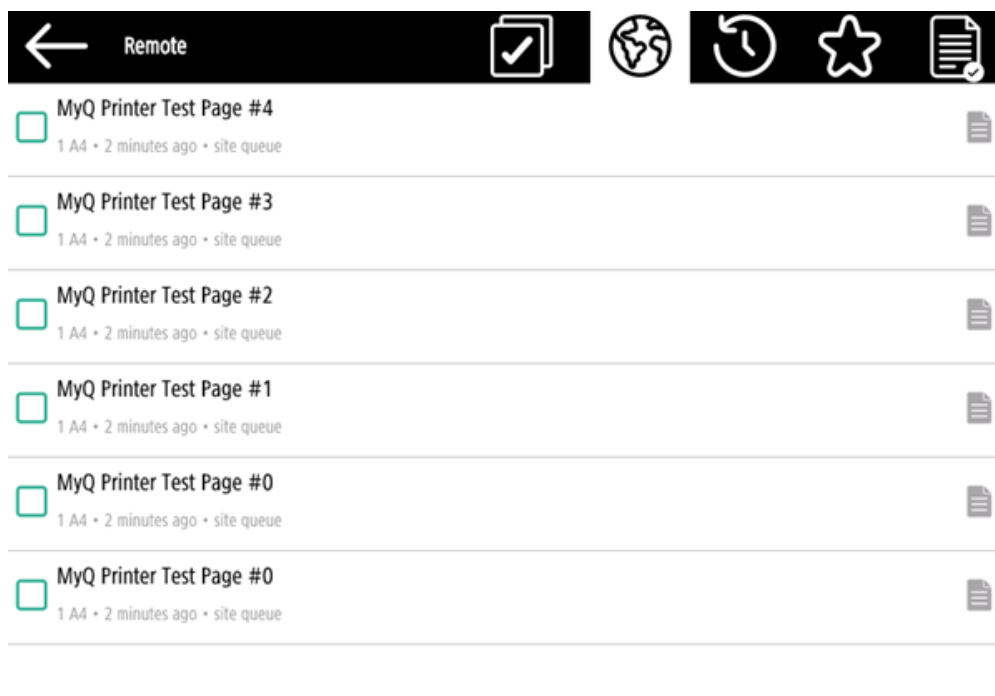 Remote
MyQ Printer Test Page #4
1 A4 • 2 minutes ago • site queue
MyQ Printer Test Page #3
1 A4 • 2 minutes ago • site queue
MyQ Printer Test Page #2
1 A4 • 2 minutes ago • site queue
MyQ Printer Test Page #1
1 A4 • 2 minutes ago • site queue
MyQ Printer Test Page #0
1 A4 • 2 minutes ago • site queue
MyQ Printer Test Page #0
1 A4 • 2 minutes ago • site queue